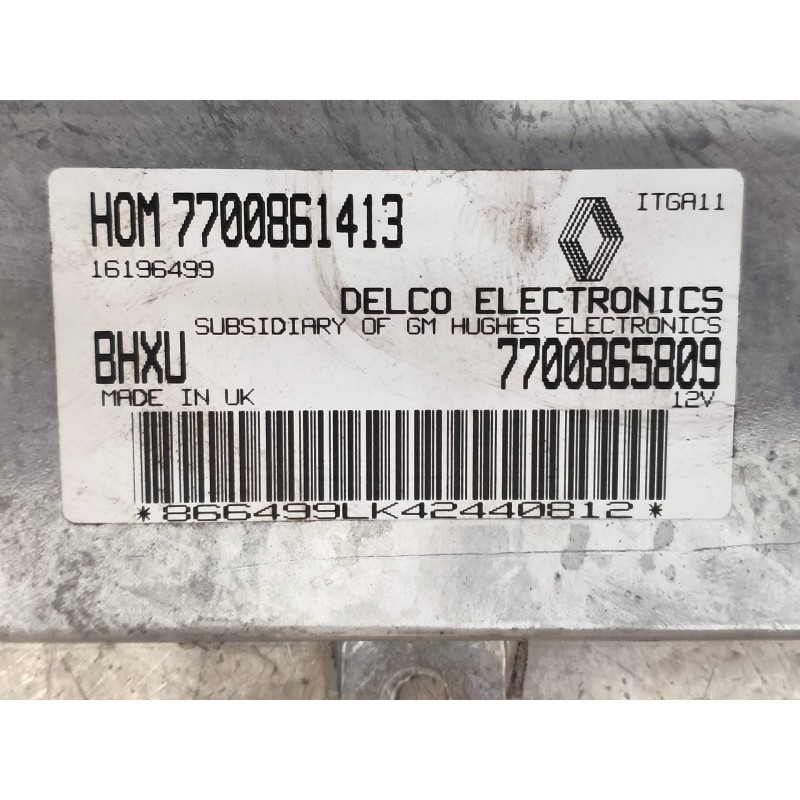 HOM 7700861413
ITGA11
16196499
DELCO ELECTRONICS
SUBSIDIARY OF GM HUGHES ELECTRONICS
BHXU 7700865809
MADE IN UK 12V
*866499LK42440812*